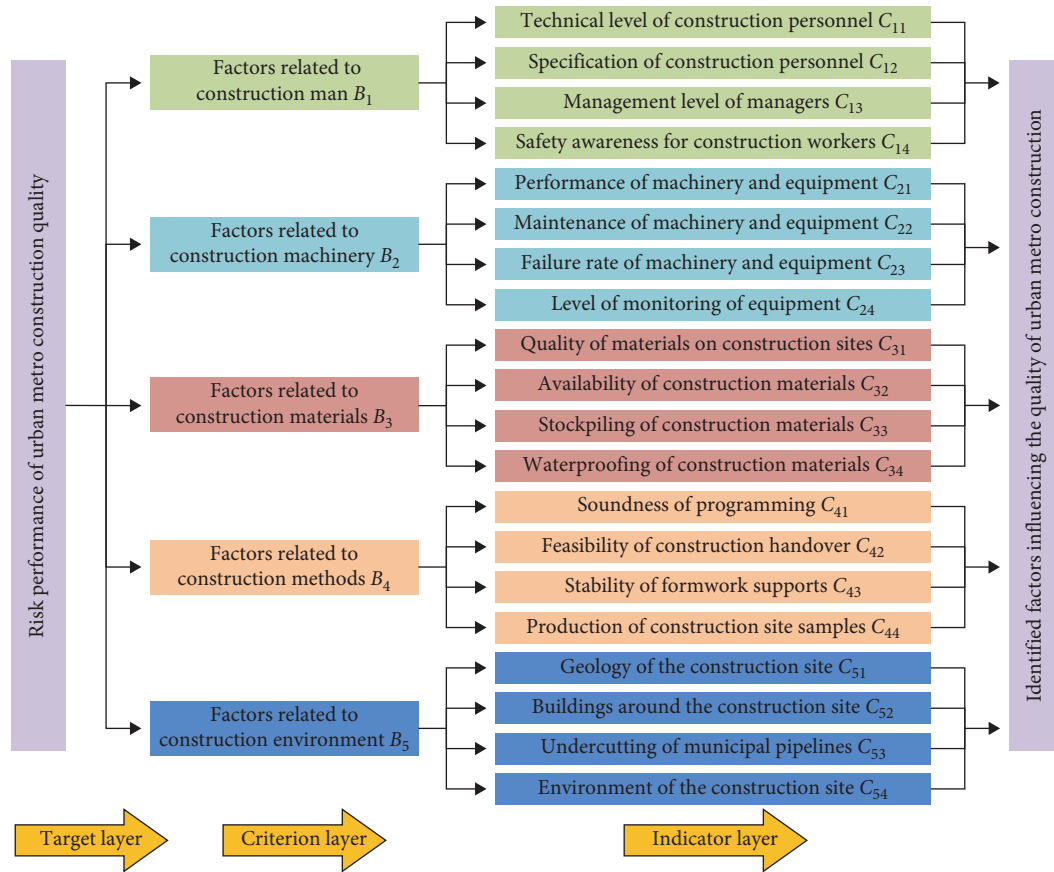 Risk performance of urban metro construction quality
Factors related to
construction man B₁
Technical level of construction personnel C₁₁
Specification of construction personnel C₁₂
Management level of managers C₁₃
Safety awareness for construction workers C₁₄
Factors related to
construction machinery B₂
Performance of machinery and equipment C₂₁
Maintenance of machinery and equipment C₂₂
Failure rate of machinery and equipment C₂₃
Level of monitoring of equipment C₂₄
Factors related to
construction materials B₃
Quality of materials on construction sites C₃₁
Availability of construction materials C₃₂
Stockpiling of construction materials C₃₃
Waterproofing of construction materials C₃₄
Factors related to
construction methods B₄
Soundness of programming C₄₁
Feasibility of construction handover C₄₂
Stability of formwork supports C₄₃
Production of construction site samples C₄₄
Factors related to
construction environment B₅
Geology of the construction site C₅₁
Buildings around the construction site C₅₂
Undercutting of municipal pipelines C₅₃
Environment of the construction site C₅₄
Identified factors influencing the quality of urban metro construction
Target layer
Criterion layer
Indicator layer